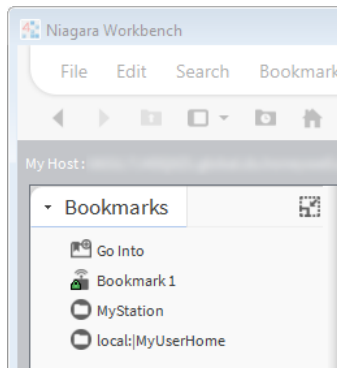 Niagara Workbench
File Edit Search Bookmark
My Host :
Bookmarks
Go Into
Bookmark 1
MyStation
local:|MyUserHome